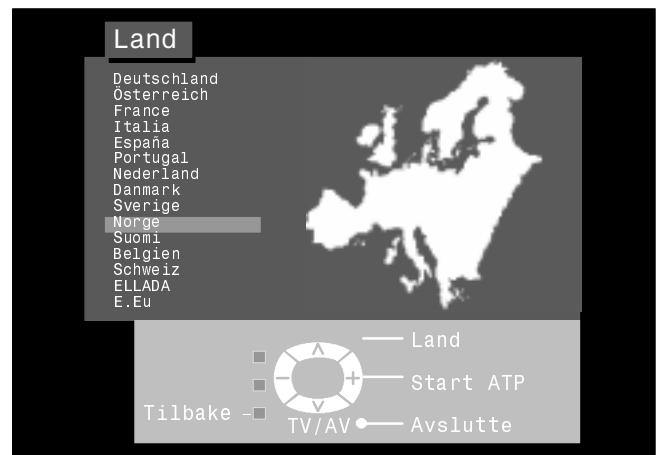 Land
Deutschland
Österreich
France
Italia
España
Portugal
Nederland
Danmark
Sverige
Norge
Suomi
Belgien
Schweiz
ELLADA
E.Eu
Land
Start ATP
Tilbake
TV/AV
Avslutte